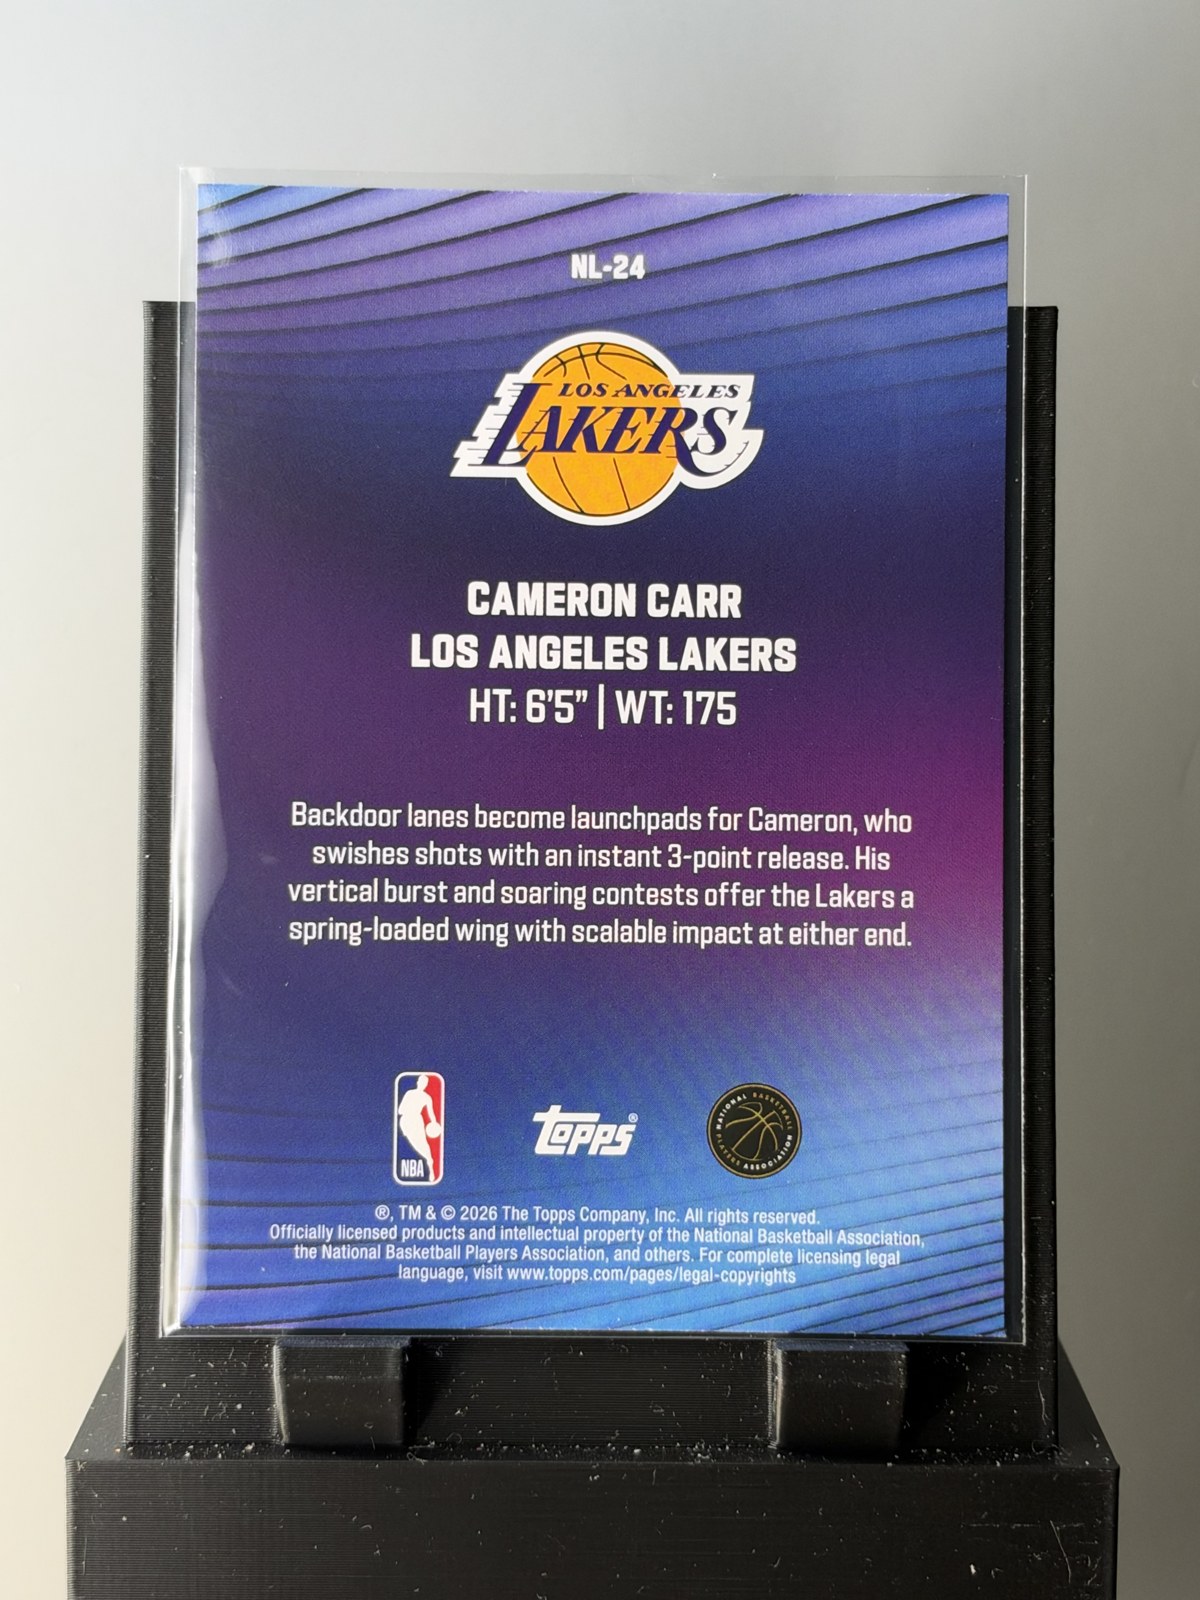 NL-24
LOS ANGELES
LAKERS
CAMERON CARR
LOS ANGELES LAKERS
HT: 6'5" | WT: 175
Backdoor lanes become launchpads for Cameron, who
swishes shots with an instant 3-point release. His
vertical burst and soaring contests offer the Lakers a
spring-loaded wing with scalable impact at either end.
NBA
topps®
NATIONAL BASKETBALL
PLAYERS ASSOCIATION
®, TM & © 2026 The Topps Company, Inc. All rights reserved.
Officially licensed products and intellectual property of the National Basketball Association,
the National Basketball Players Association, and others. For complete licensing legal
language, visit www.topps.com/pages/legal-copyrights